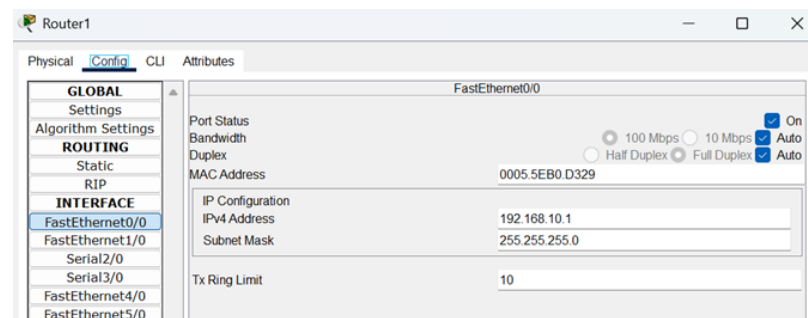 Router1
Physical Config CLI Attributes
GLOBAL
Settings
Algorithm Settings
ROUTING
Static
RIP
INTERFACE
FastEthernet0/0
FastEthernet1/0
Serial2/0
Serial3/0
FastEthernet4/0
FastEthernet5/0
FastEthernet0/0
Port Status On
Bandwidth 100 Mbps 10 Mbps Auto
Duplex Half Duplex Full Duplex Auto
MAC Address 0005.5EB0.D329
IP Configuration
IPv4 Address 192.168.10.1
Subnet Mask 255.255.255.0
Tx Ring Limit 10